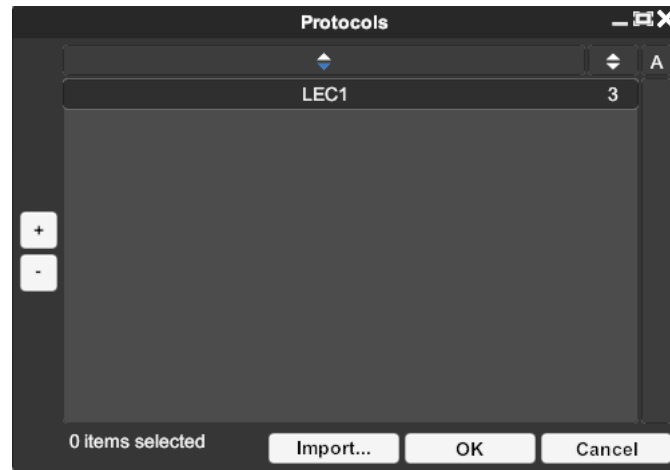 Protocols
A
LEC1 3
+
-
0 items selected
Import...
OK
Cancel